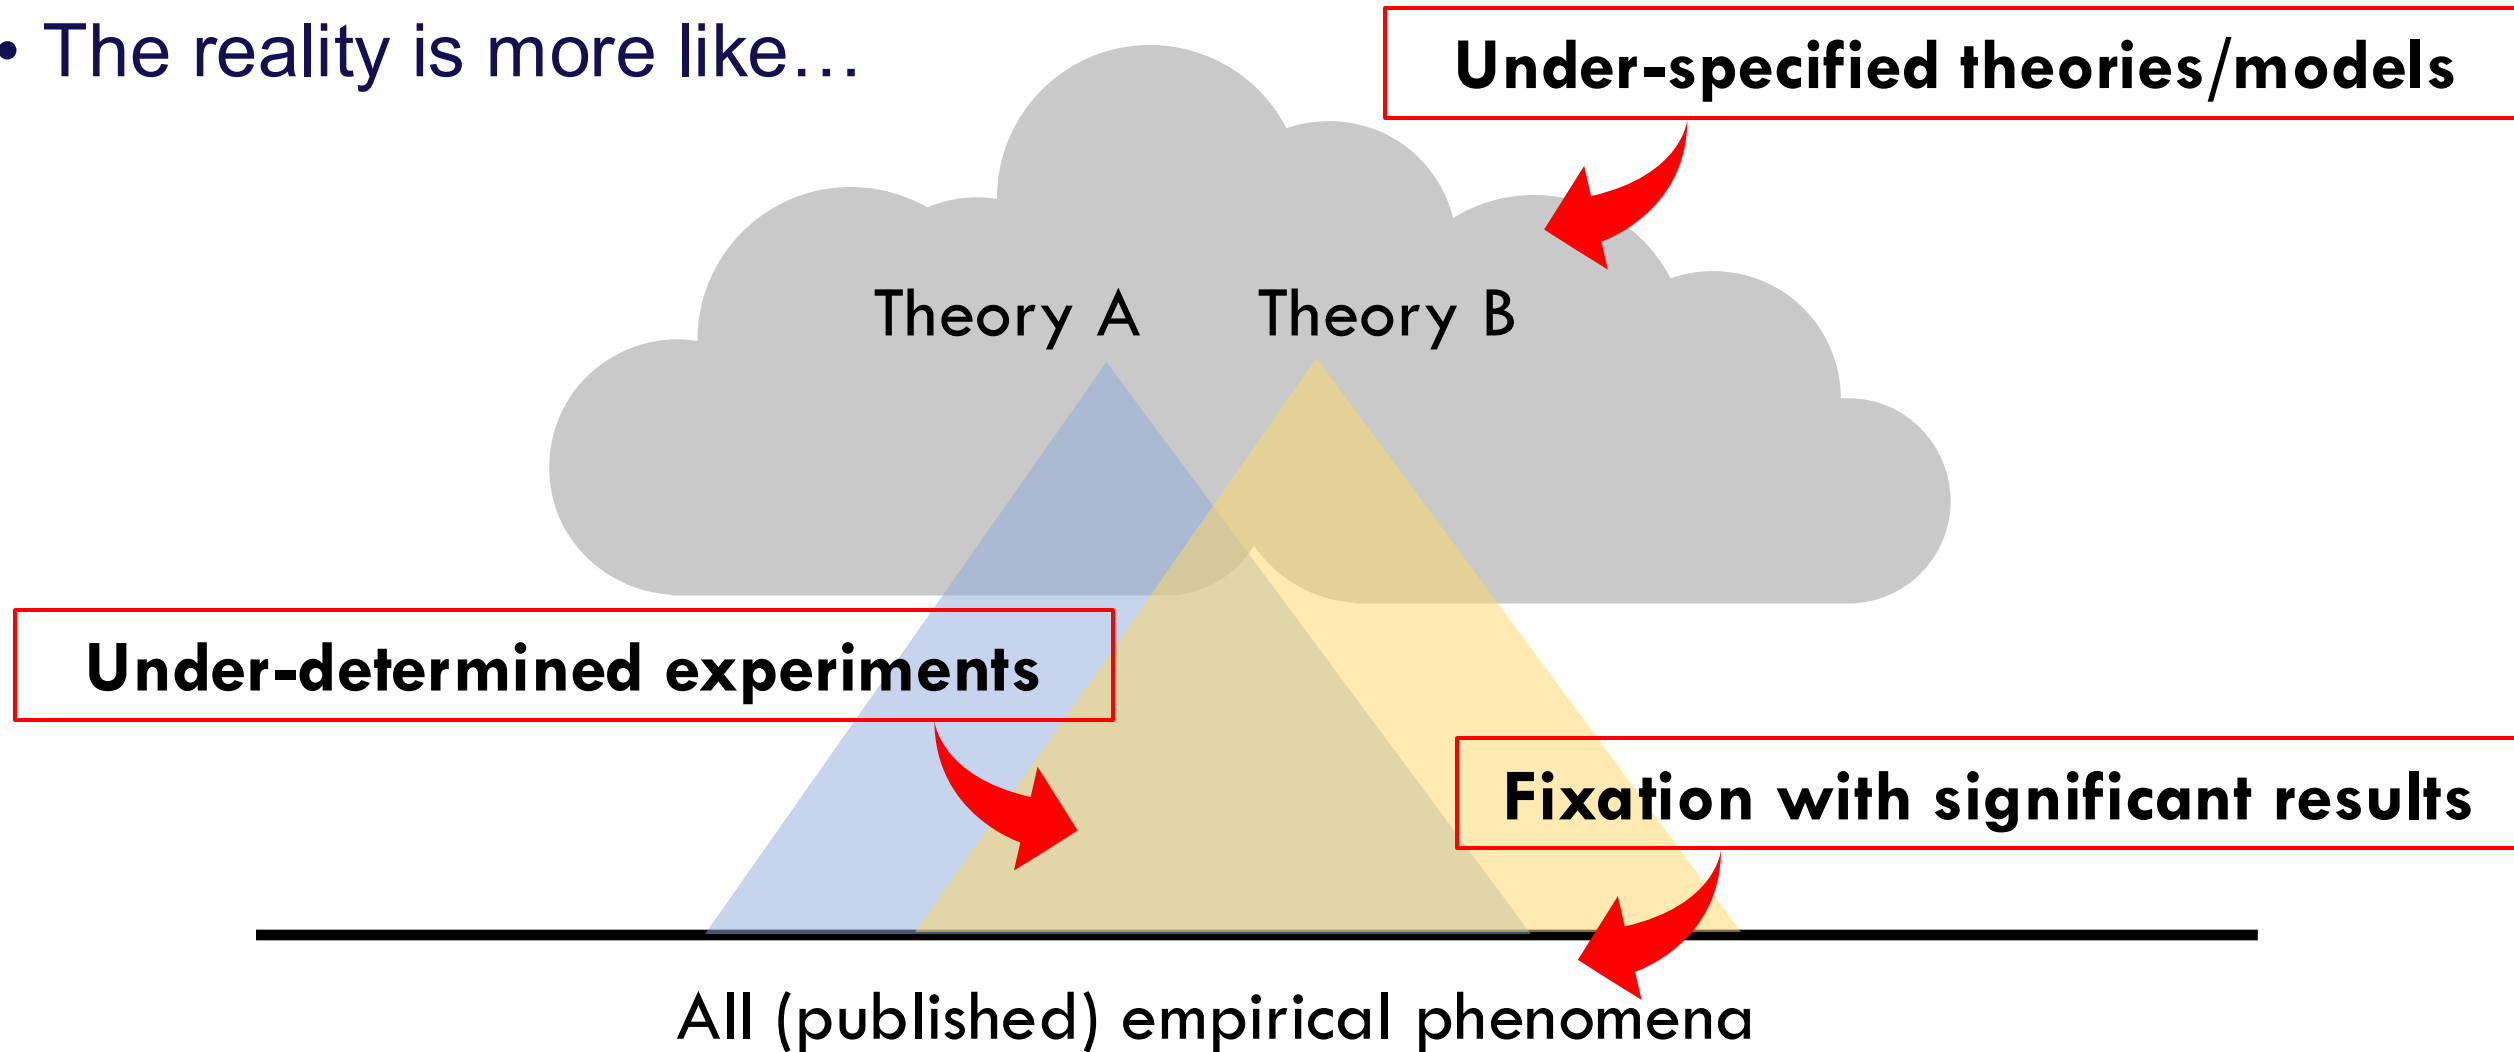 • The reality is more like...
Under-specified theories/models
Theory A
Theory B
Under-determined experiments
Fixation with significant results
All (published) empirical phenomena